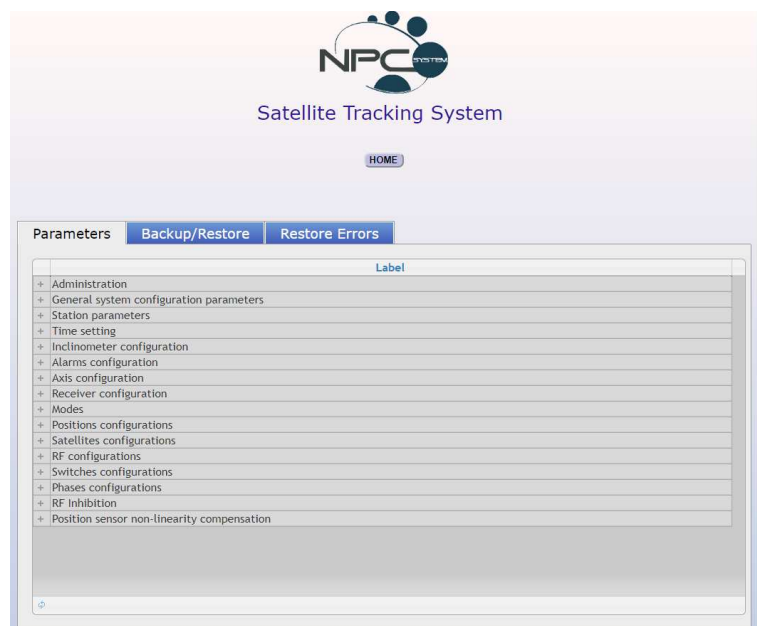 NPC SYSTEM
Satellite Tracking System
HOME
Parameters Backup/Restore Restore Errors
Label
+ Administration
+ General system configuration parameters
+ Station parameters
+ Time setting
+ Inclinometer configuration
+ Alarms configuration
+ Axis configuration
+ Receiver configuration
+ Modes
+ Positions configurations
+ Satellites configurations
+ RF configurations
+ Switches configurations
+ Phases configurations
+ RF Inhibition
+ Position sensor non-linearity compensation